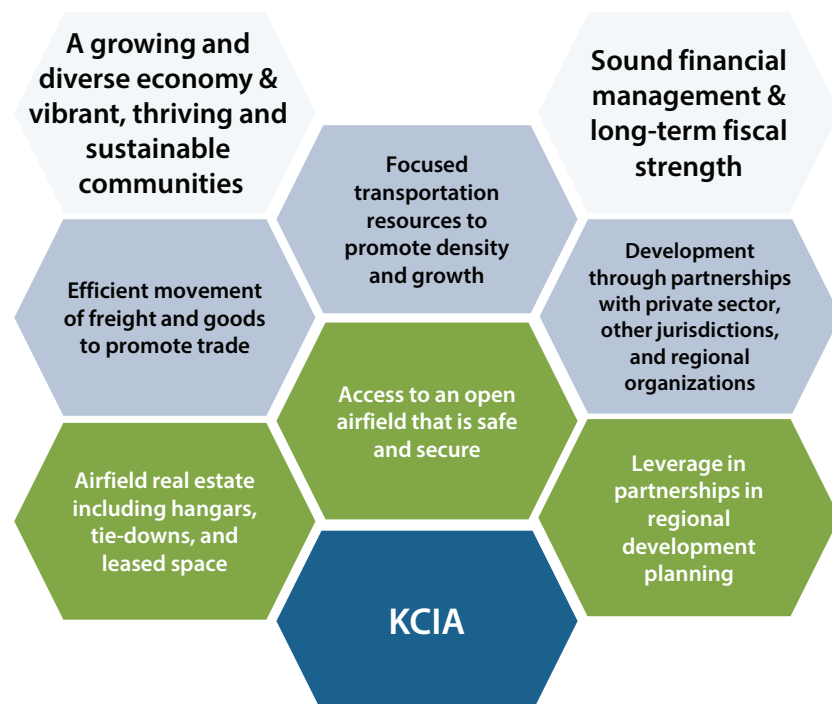 A growing and
diverse economy &
vibrant, thriving and
sustainable
communities
Sound financial
management &
long-term fiscal
strength
Focused
transportation
resources to
promote density
and growth
Efficient movement
of freight and goods
to promote trade
Development
through partnerships
with private sector,
other jurisdictions,
and regional
organizations
Access to an open
airfield that is safe
and secure
Airfield real estate
including hangars,
tie-downs, and
leased space
Leverage in
partnerships in
regional
development
planning
KCIA